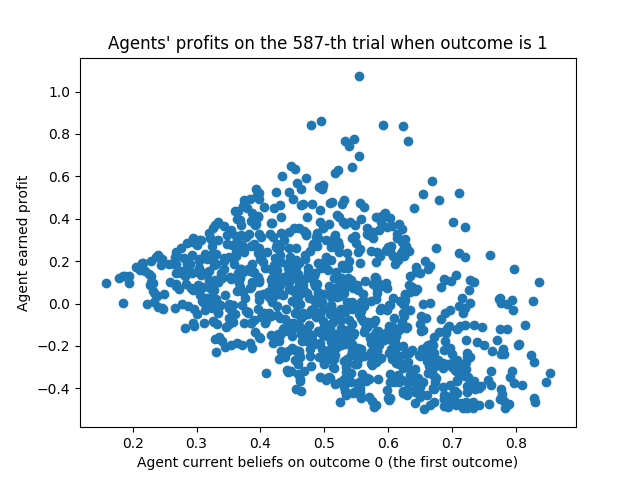 Agents' profits on the 587-th trial when outcome is 1
Agent earned profit
1.0
0.8
0.6
0.4
0.2
0.0
−0.2
−0.4
0.2 0.3 0.4 0.5 0.6 0.7 0.8
Agent current beliefs on outcome 0 (the first outcome)